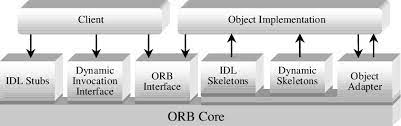 Client
Object Implementation
IDL Stubs
Dynamic
Invocation
Interface
ORB
Interface
IDL
Skeletons
Dynamic
Skeletons
Object
Adapter
ORB Core